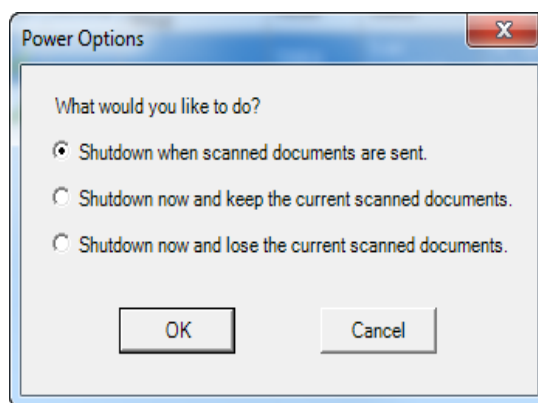 Power Options
What would you like to do?
Shutdown when scanned documents are sent.
Shutdown now and keep the current scanned documents.
Shutdown now and lose the current scanned documents.
OK Cancel